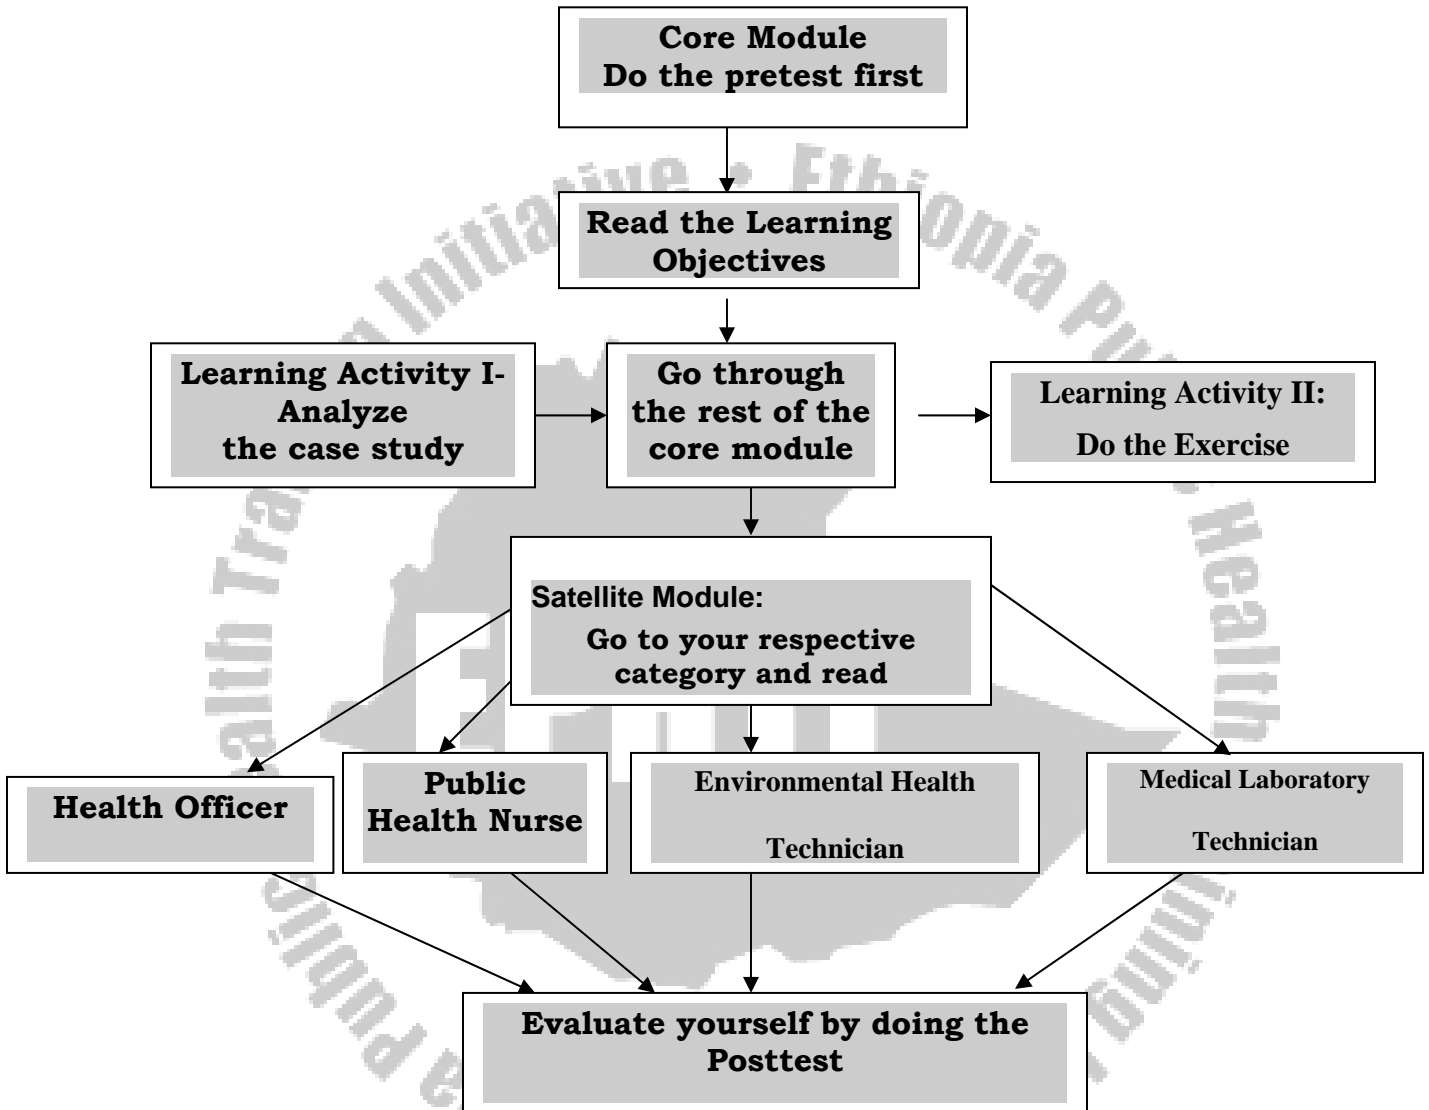 Core Module
Do the pretest first
Read the Learning
Objectives
Learning Activity I-
Analyze
the case study
Go through
the rest of the
core module
Learning Activity II:
Do the Exercise
Satellite Module:
Go to your respective
category and read
Health Officer
Public
Health Nurse
Environmental Health
Technician
Medical Laboratory
Technician
Evaluate yourself by doing the
Posttest